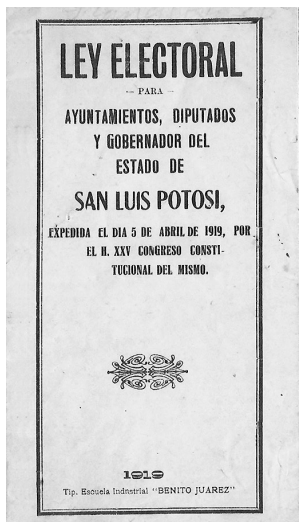 LEY ELECTORAL
-- PARA --
AYUNTAMIENTOS, DIPUTADOS
Y GOBERNADOR DEL
ESTADO DE
SAN LUIS POTOSI,
EXPEDIDA EL DIA 5 DE ABRIL DE 1919, POR
EL H. XXV CONGRESO CONSTI-
TUCIONAL DEL MISMO.
1919
Tip. Escuela Indnstrial "BENITO JUAREZ"